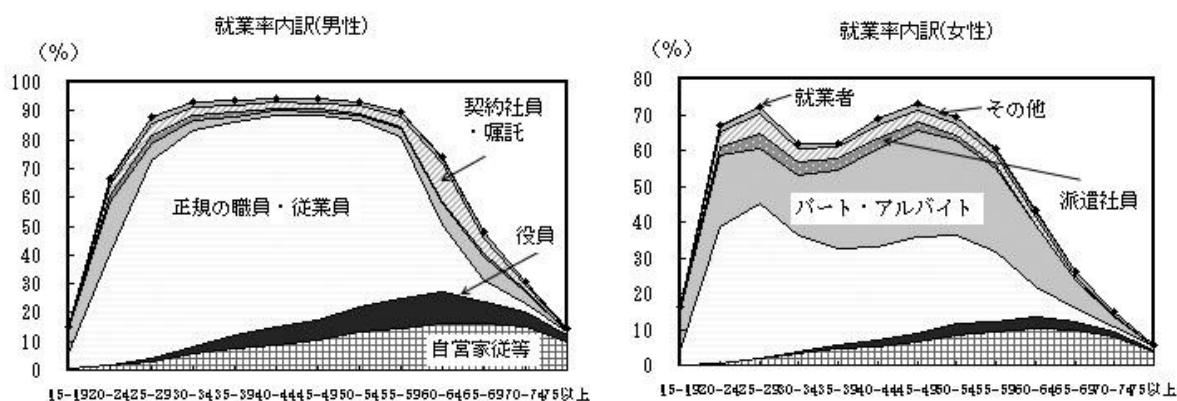 就業率内訳(男性)
(%)
100
90
80
70
60
50
40
30
20
10
0
契約社員
・嘱託
正規の職員・従業員
役員
自営家従等
15-19 20-24 25-29 30-34 35-39 40-44 45-49 50-54 55-59 60-64 65-69 70-74 75以上
就業率内訳(女性)
(%)
80
70
60
50
40
30
20
10
0
就業者
その他
パート・アルバイト
派遣社員
15-19 20-24 25-29 30-34 35-39 40-44 45-49 50-54 55-59 60-64 65-69 70-74 75以上